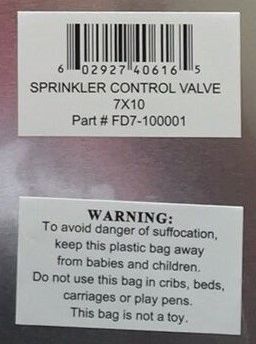 6 02927 40616 5
SPRINKLER CONTROL VALVE
7X10
Part # FD7-100001
WARNING:
To avoid danger of suffocation,
keep this plastic bag away
from babies and children.
Do not use this bag in cribs, beds,
carriages or play pens.
This bag is not a toy.